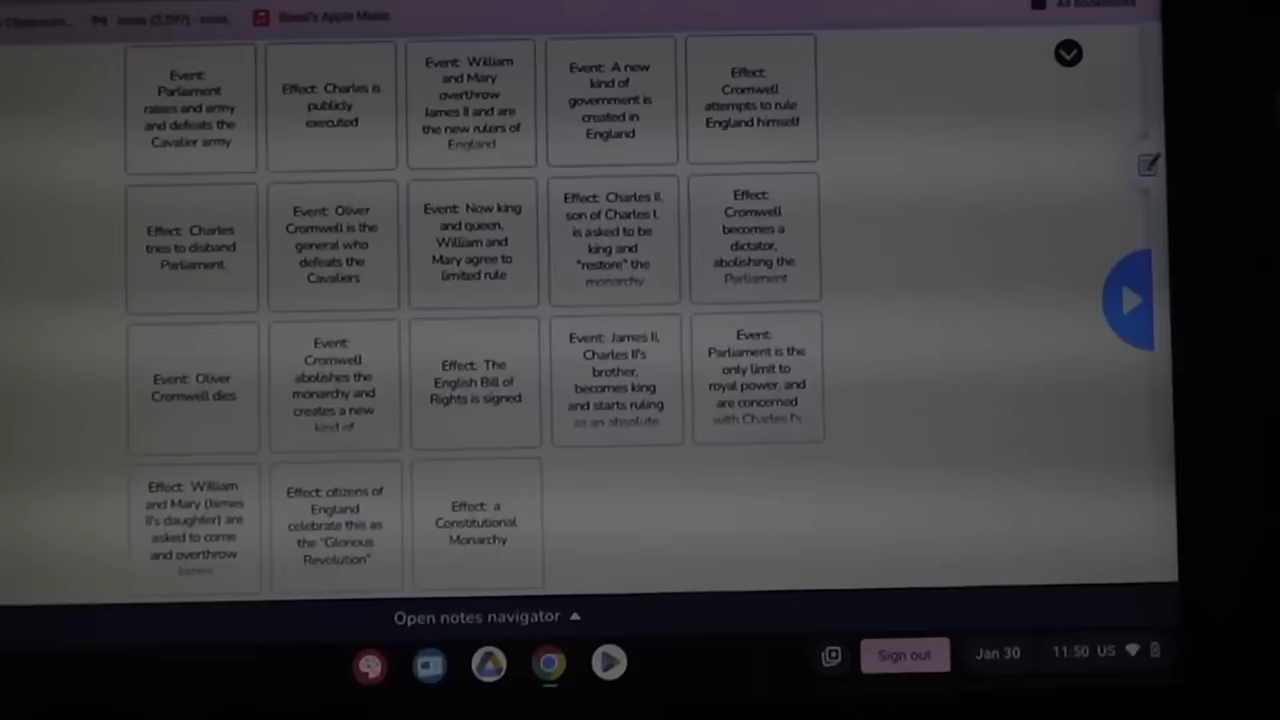 All Bookmarks
Event:
Parliament
raises and army
and defeats the
Cavalier army
Effect: Charles is
publicly
executed
Event: William
and Mary
overthrow
James II and are
the new rulers of
England
Event: A new
kind of
government is
created in
England
Effect:
Cromwell
attempts to rule
England himself
Effect: Charles
tries to disband
Parliament
Event: Oliver
Cromwell is the
general who
defeats the
Cavaliers
Event: Now king
and queen,
William and
Mary agree to
limited rule
Effect: Charles II,
son of Charles I,
is asked to be
king and
"restore" the
monarchy
Effect:
Cromwell
becomes a
dictator,
abolishing the
Parliament
Event: Oliver
Cromwell dies
Event:
Cromwell
abolishes the
monarchy and
creates a new
kind of
Effect: The
English Bill of
Rights is signed
Event: James II,
Charles II's
brother,
becomes king
and starts ruling
as an absolute
Event:
Parliament is the
only limit to
royal power, and
are concerned
with Charles I's
Effect: William
and Mary (James
II's daughter) are
asked to come
and overthrow
James
Effect: citizens of
England
celebrate this as
the "Glorious
Revolution"
Effect: a
Constitutional
Monarchy
Open notes navigator
Sign out
Jan 30
11:50 US